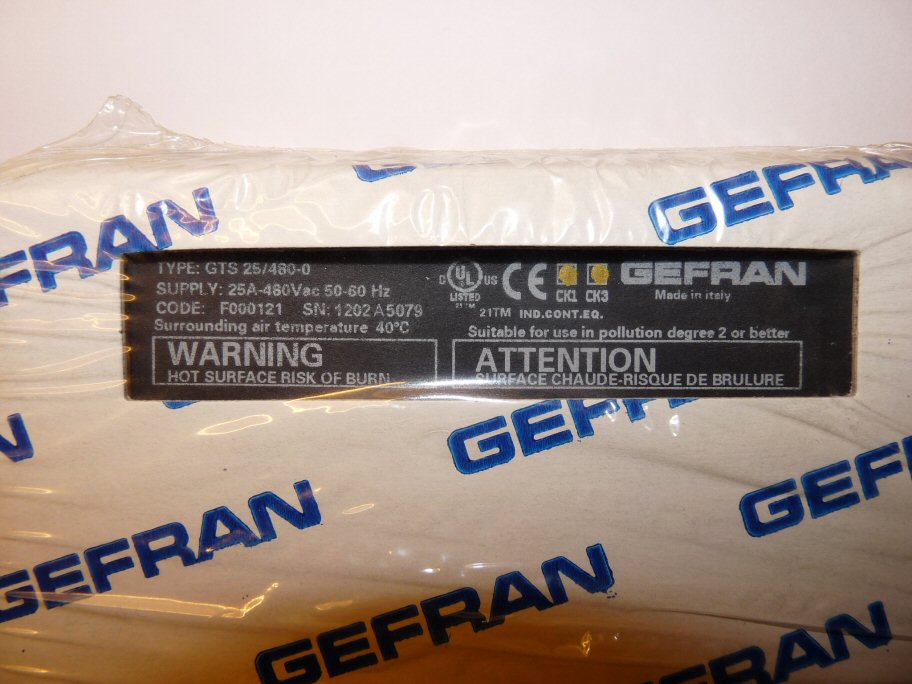 GEFRAN
GEFRAN
TYPE: GTS 25/480-0
SUPPLY: 25A-480Vac 50-60 Hz
CODE: F000121 SN: 1202A5079
Surrounding air temperature 40°C
WARNING
HOT SURFACE RISK OF BURN
C UL US
LISTED
21TM
21TM IND.CONT.EQ.
CE
CK1 CK3
GEFRAN
Made in italy
Suitable for use in pollution degree 2 or better
ATTENTION
SURFACE CHAUDE-RISQUE DE BRULURE
GEFRAN
GEFRAN
GEFRAN
GEFRAN
GEFRAN